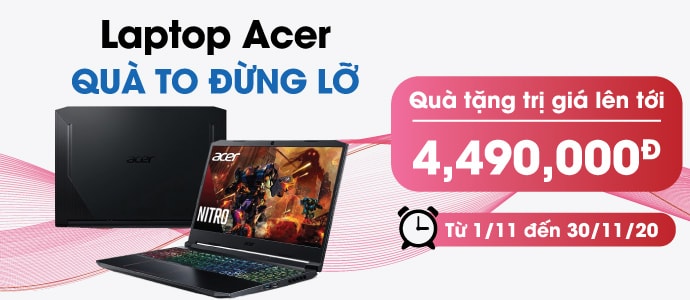 Laptop Acer
QUÀ TO ĐỪNG LỠ
Quà tặng trị giá lên tới
4,490,000Đ
Từ 1/11 đến 30/11/20
acer
acer
NITRO